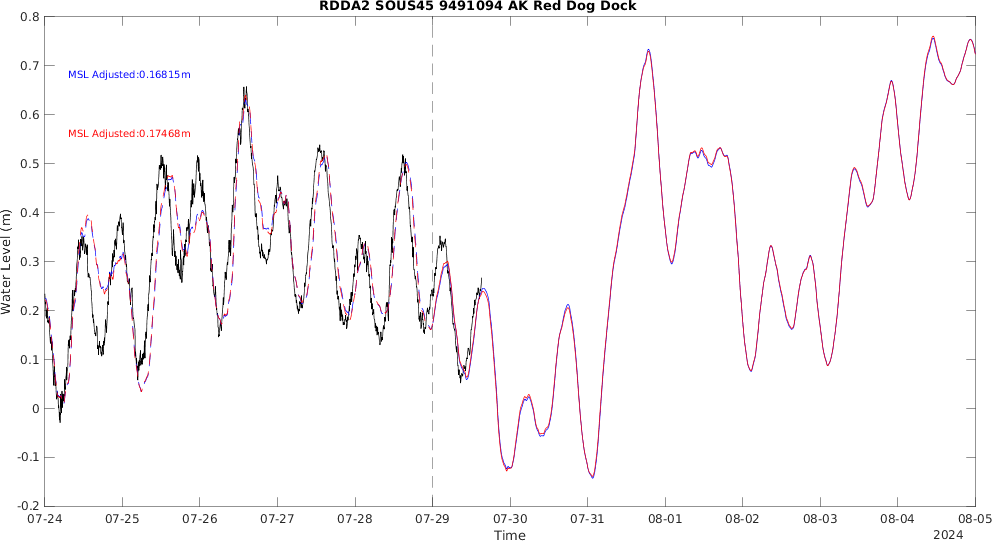 RDDA2 SOUS45 9491094 AK Red Dog Dock
0.8
0.7
0.6
0.5
0.4
0.3
0.2
0.1
0
-0.1
-0.2
Water Level (m)
MSL Adjusted:0.16815m
MSL Adjusted:0.17468m
07-24 07-25 07-26 07-27 07-28 07-29 07-30 07-31 08-01 08-02 08-03 08-04 08-05
Time
2024